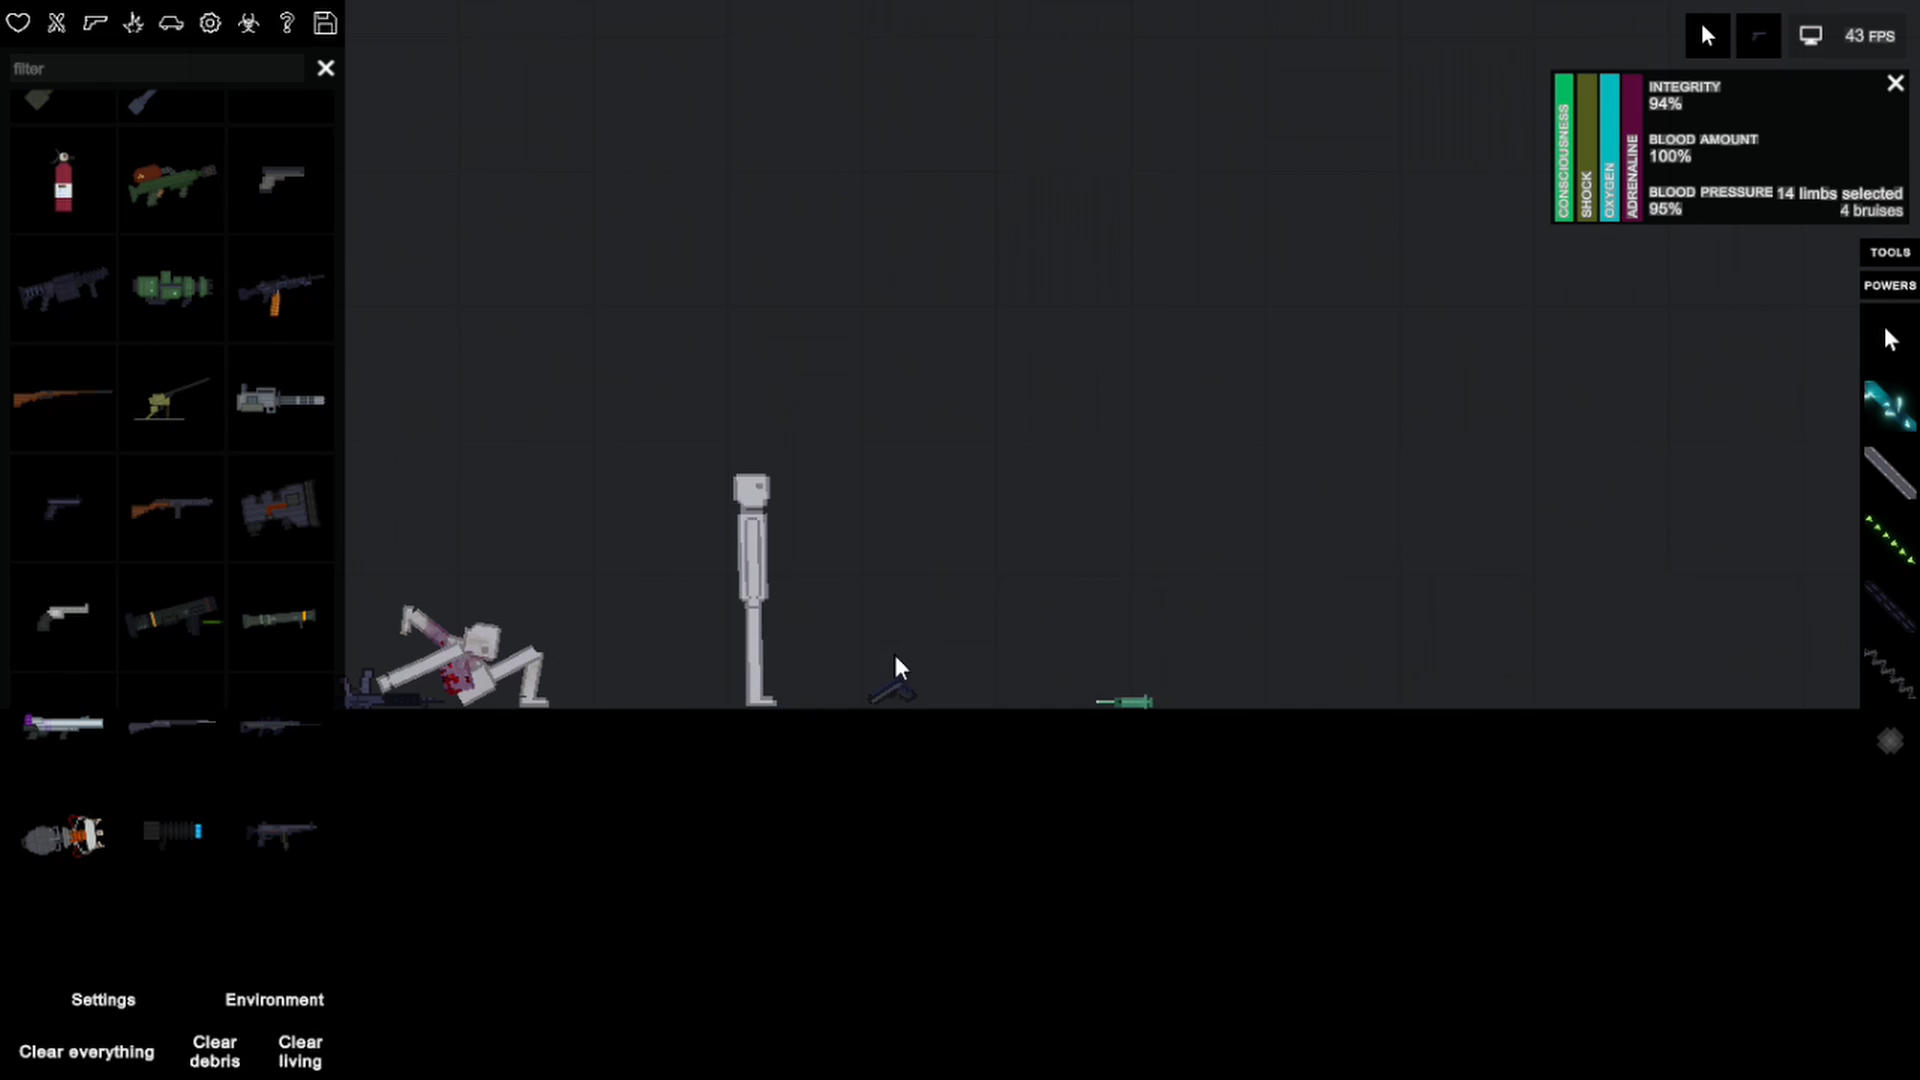 filter
43 FPS
CONSCIOUSNESS
SHOCK
OXYGEN
ADRENALINE
INTEGRITY
94%
BLOOD AMOUNT
100%
BLOOD PRESSURE
95%
14 limbs selected
4 bruises
TOOLS
POWERS
Settings
Environment
Clear everything
Clear
debris
Clear
living